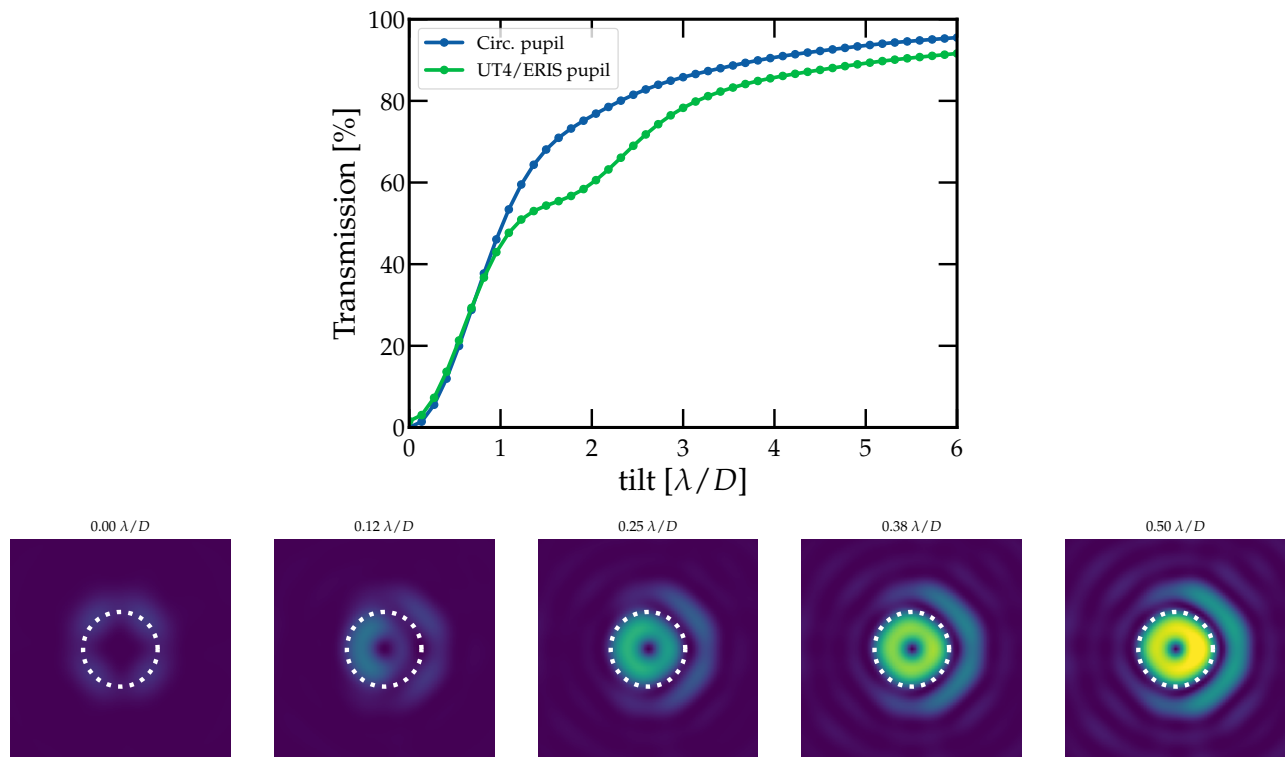 100
80
60
40
20
0
Transmission [%]
Circ. pupil
UT4/ERIS pupil
0 1 2 3 4 5 6
tilt [λ/D]
0.00 λ/D 0.12 λ/D 0.25 λ/D 0.38 λ/D 0.50 λ/D